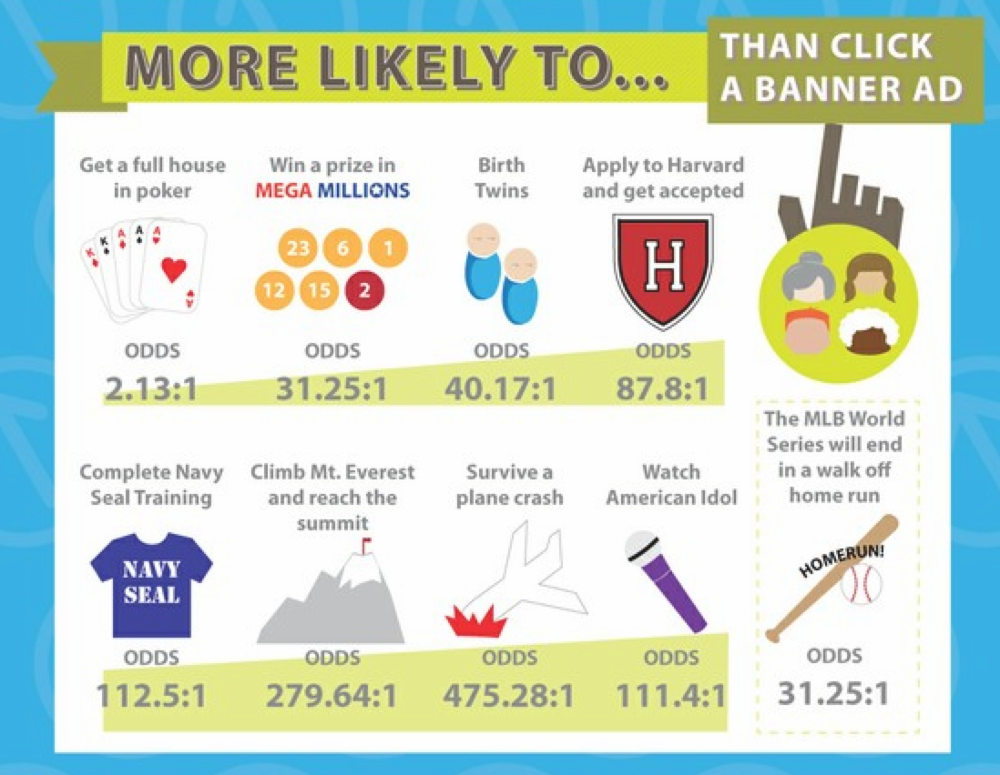 MORE LIKELY TO...
THAN CLICK
A BANNER AD
Get a full house
in poker
K
K
A
A
A
A
ODDS
2.13:1
Win a prize in
MEGA MILLIONS
23 6 1
12 15 2
ODDS
31.25:1
Birth
Twins
ODDS
40.17:1
Apply to Harvard
and get accepted
H
ODDS
87.8:1
Complete Navy
Seal Training
NAVY
SEAL
ODDS
112.5:1
Climb Mt. Everest
and reach the
summit
ODDS
279.64:1
Survive a
plane crash
ODDS
475.28:1
Watch
American Idol
ODDS
111.4:1
The MLB World
Series will end
in a walk off
home run
HOMERUN!
ODDS
31.25:1